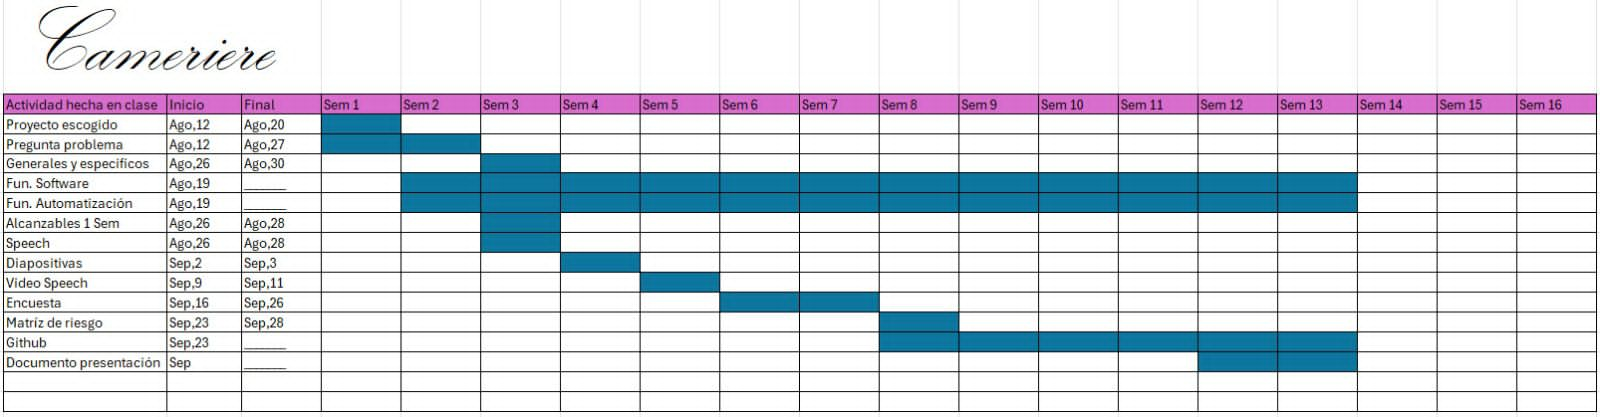 Cameriere
Actividad hecha en clase Inicio Final Sem 1 Sem 2 Sem 3 Sem 4 Sem 5 Sem 6 Sem 7 Sem 8 Sem 9 Sem 10 Sem 11 Sem 12 Sem 13 Sem 14 Sem 15 Sem 16
Proyecto escogido Ago,12 Ago,20
Pregunta problema Ago,12 Ago,27
Generales y específicos Ago,26 Ago,30
Fun. Software Ago,19 ______
Fun. Automatización Ago,19 ______
Alcanzables 1 Sem Ago,26 Ago,28
Speech Ago,26 Ago,28
Diapositivas Sep,2 Sep,3
Video Speech Sep,9 Sep,11
Encuesta Sep,16 Sep,26
Matríz de riesgo Sep,23 Sep,28
Github Sep,23 ______
Documento presentación Sep ______